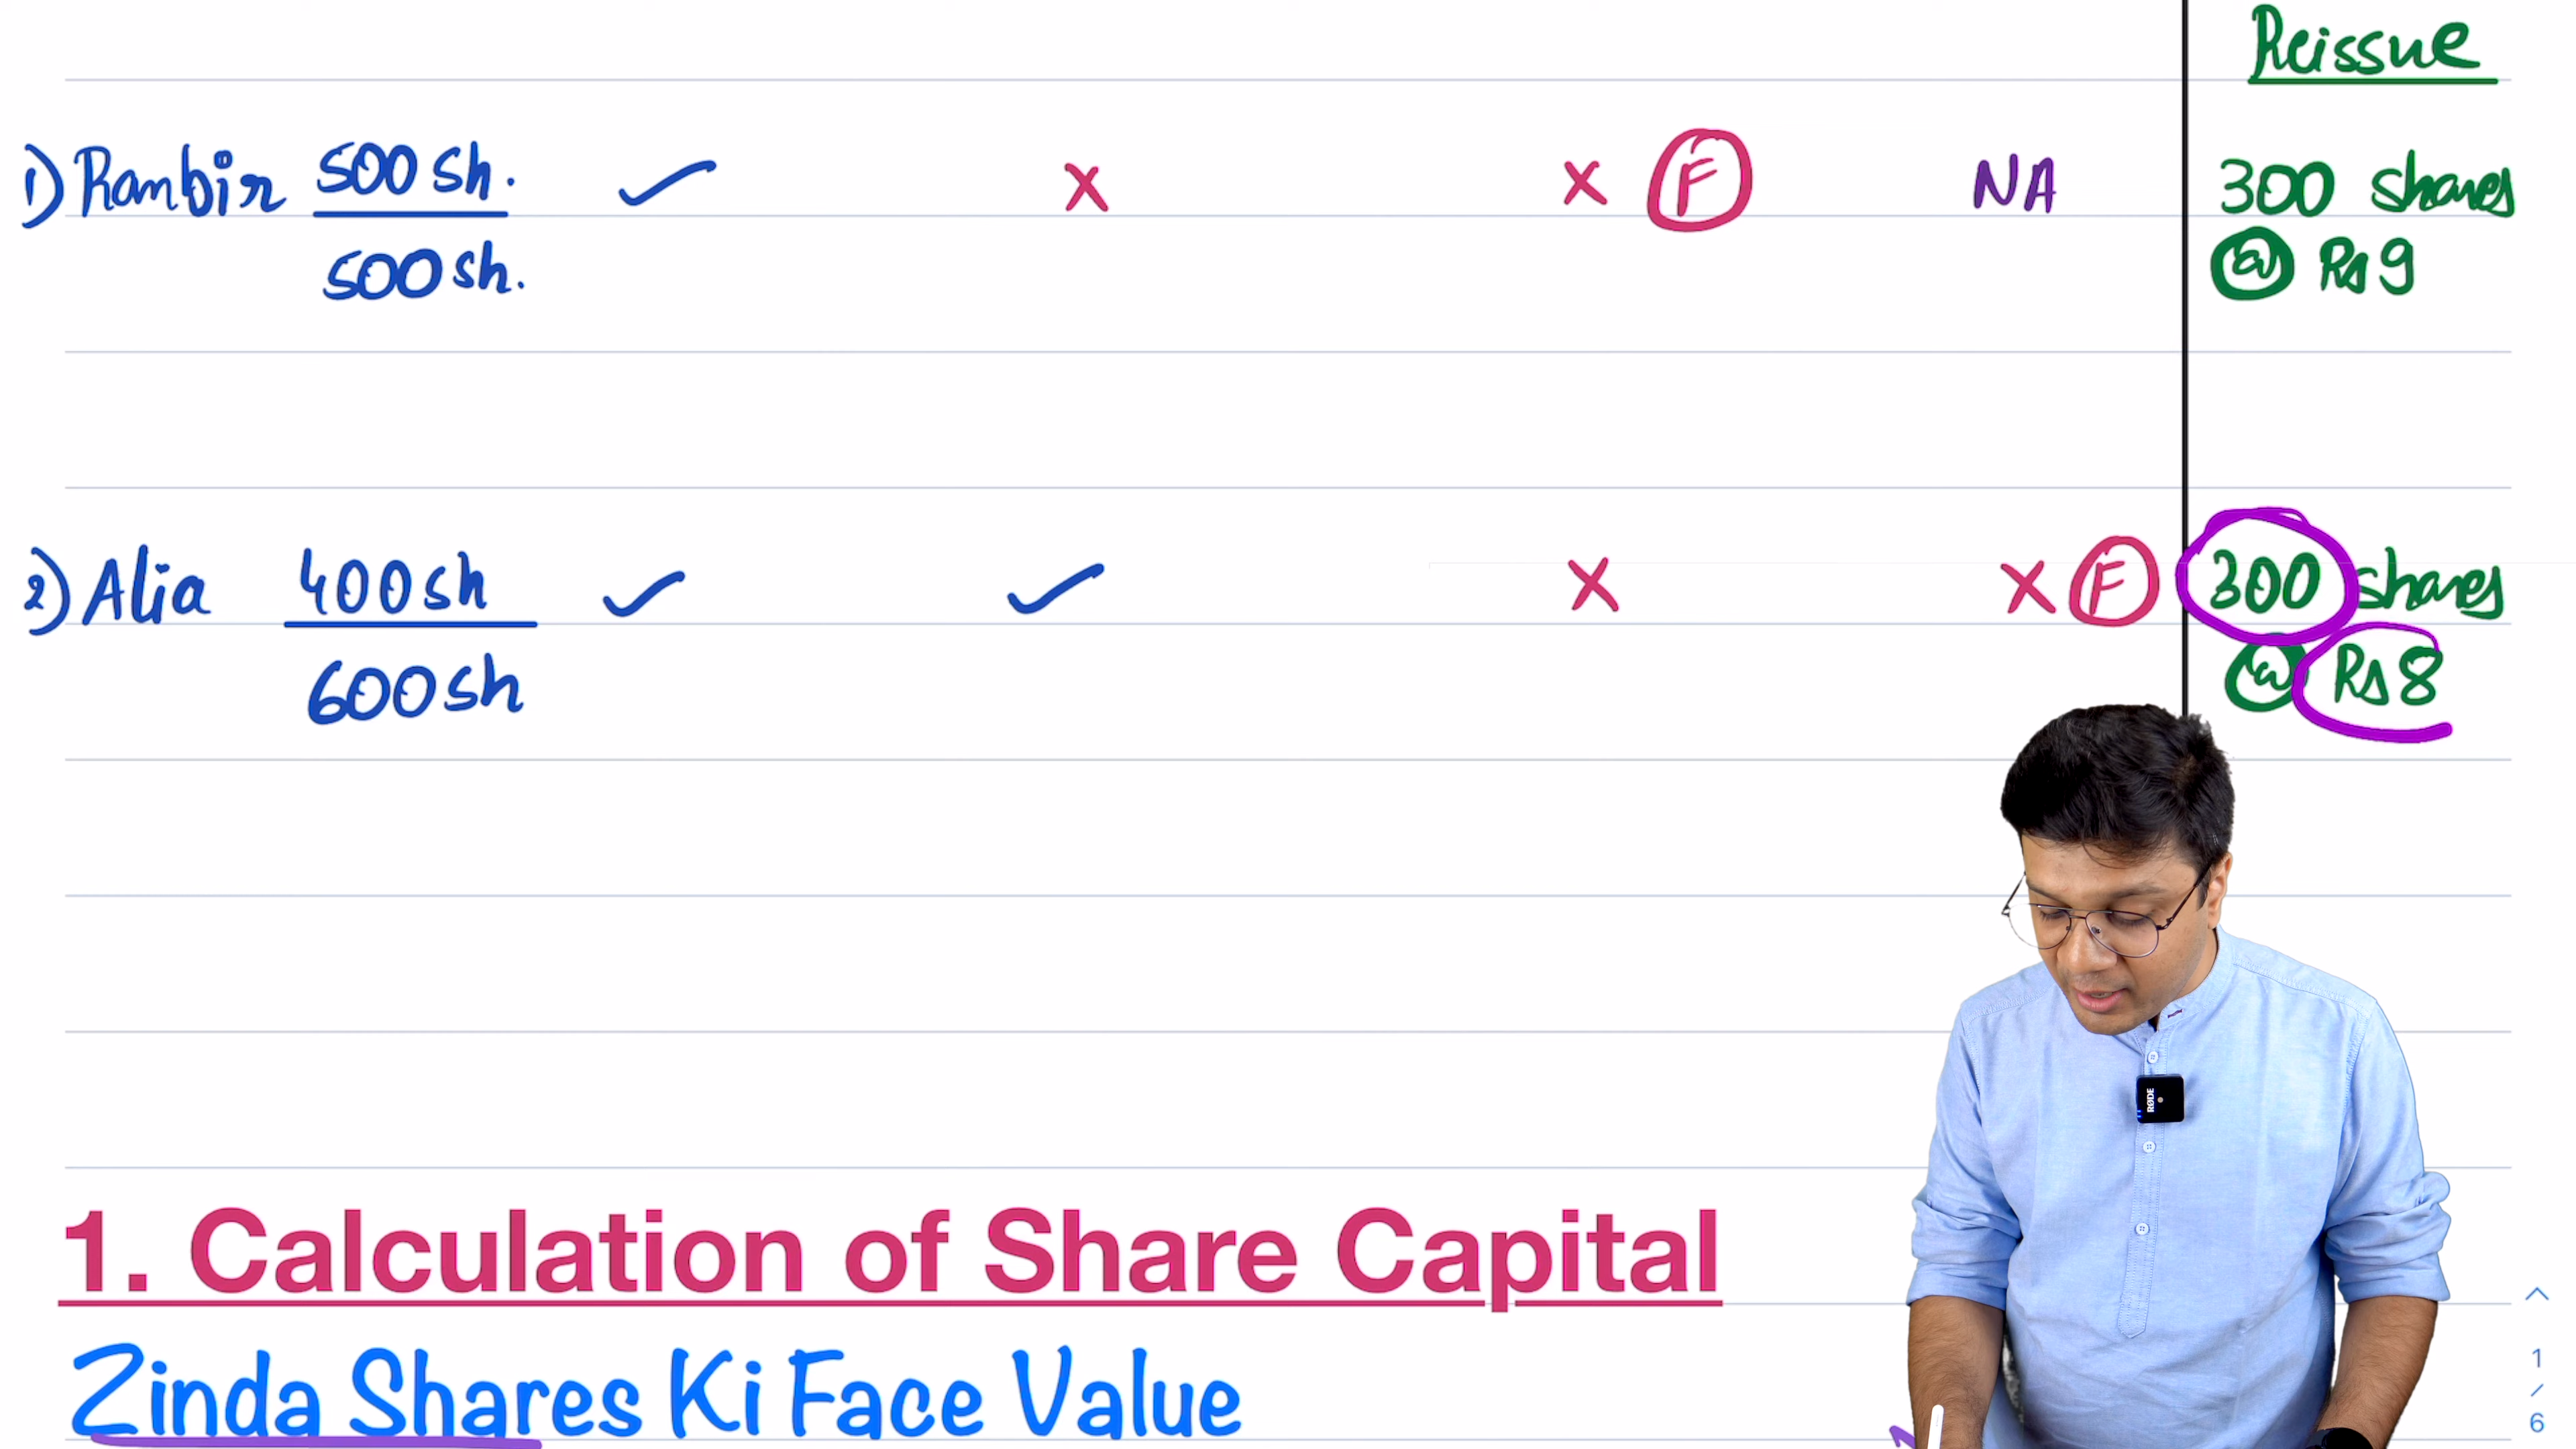 Reissue
1) Ranbir 500 sh. ✓ x x F NA 300 shares
500 sh. @ Rs 9
2) Alia 400 sh ✓ ✓ x x F 300 shares
600 sh @ Rs 8
RØDE
1. Calculation of Share Capital
Zinda Shares Ki Face Value
1
/
6